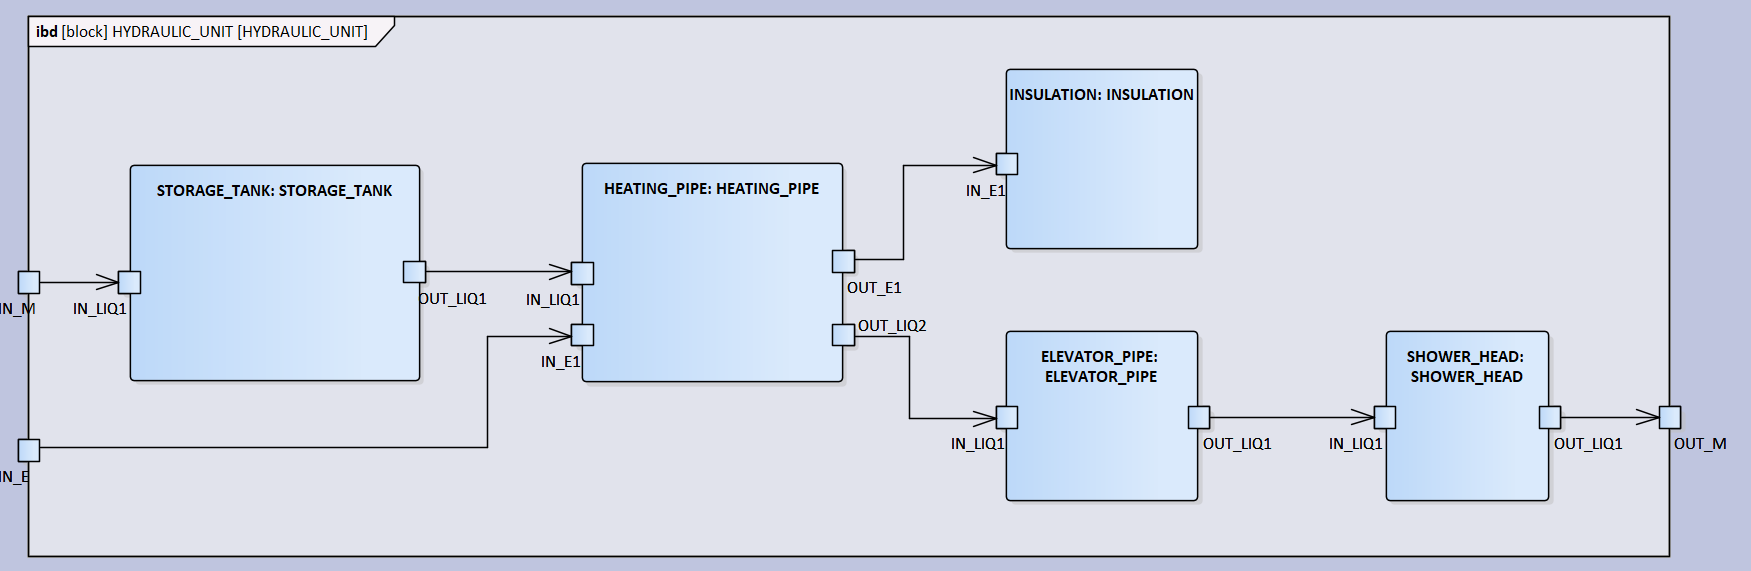 ibd [block] HYDRAULIC_UNIT [HYDRAULIC_UNIT]
INSULATION: INSULATION
IN_E1
STORAGE_TANK: STORAGE_TANK
HEATING_PIPE: HEATING_PIPE
IN_M
IN_LIQ1
OUT_LIQ1
IN_LIQ1
OUT_E1
IN_E1
OUT_LIQ2
ELEVATOR_PIPE:
ELEVATOR_PIPE
SHOWER_HEAD:
SHOWER_HEAD
IN_LIQ1
OUT_LIQ1
IN_LIQ1
OUT_LIQ1
OUT_M
IN_E